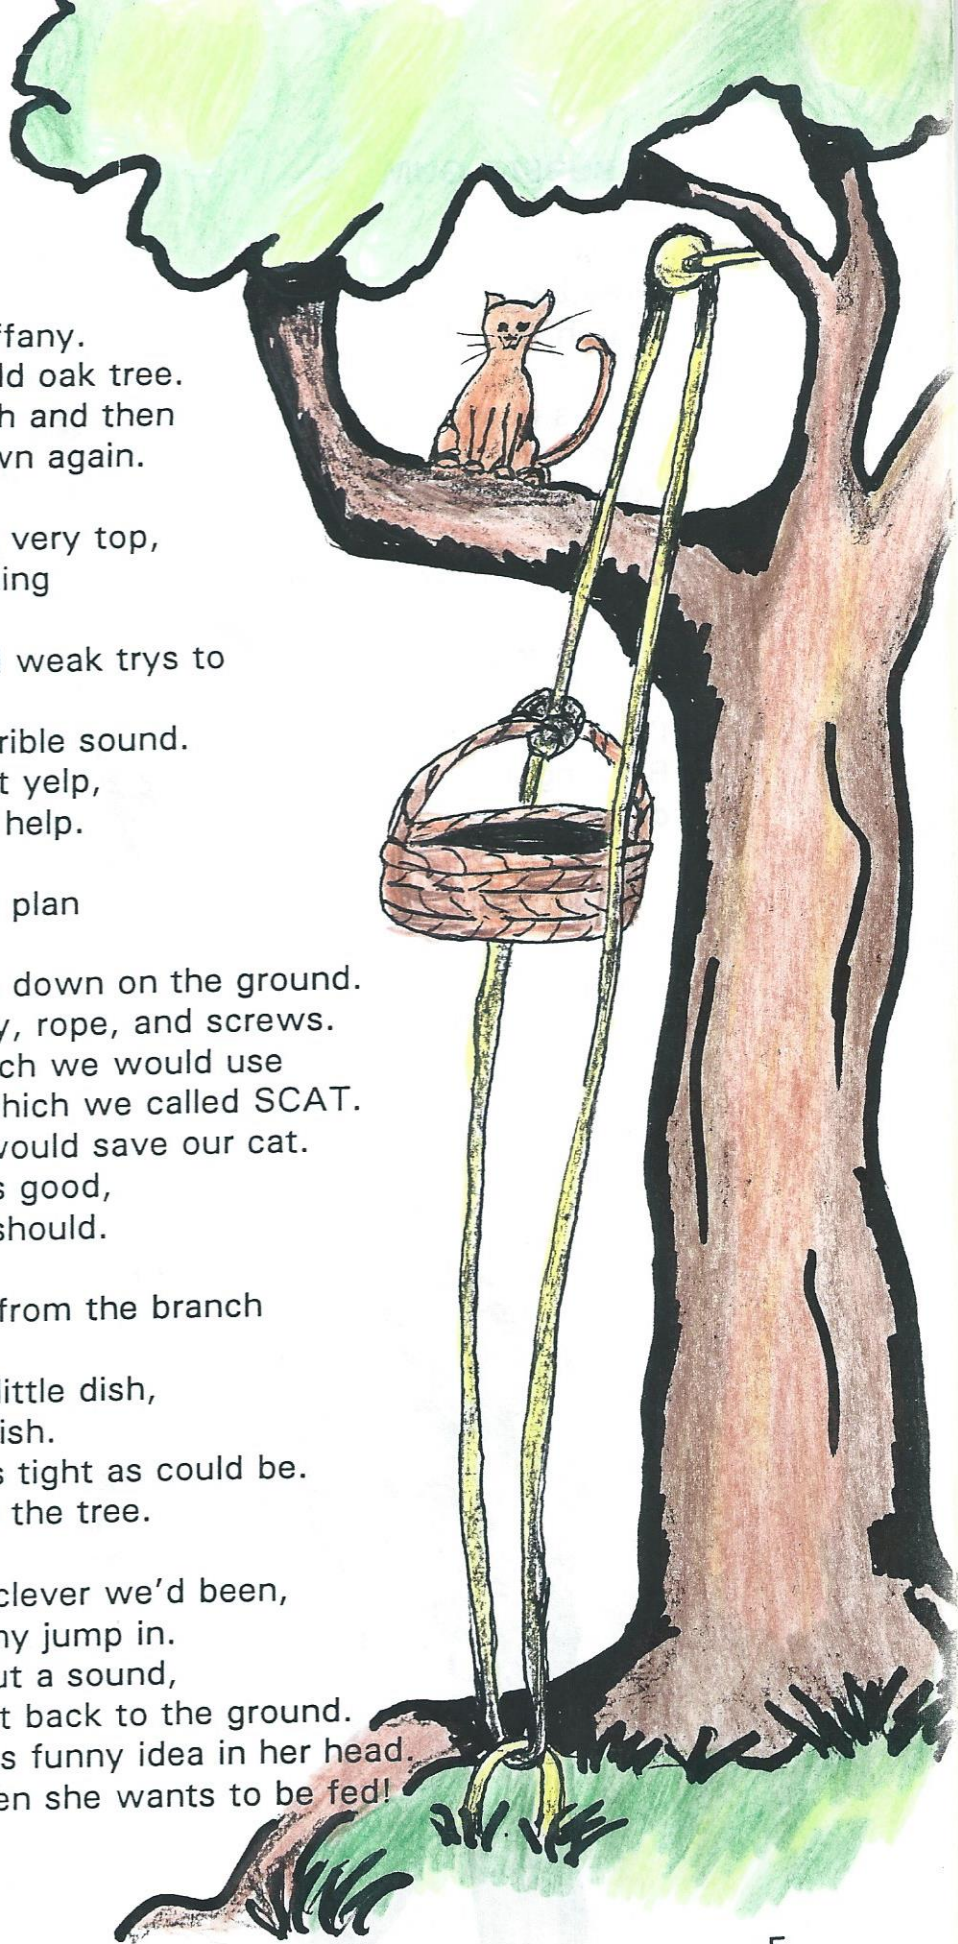 ffany.
ld oak tree.
h and then
wn again.
very top,
ing
weak trys to
rible sound.
t yelp,
help.
plan
down on the ground.
y, rope, and screws.
ch we would use
hich we called SCAT.
would save our cat.
s good,
should.
from the branch
little dish,
ish.
s tight as could be.
the tree.
clever we'd been,
ny jump in.
ut a sound,
t back to the ground.
s funny idea in her head.
en she wants to be fed!